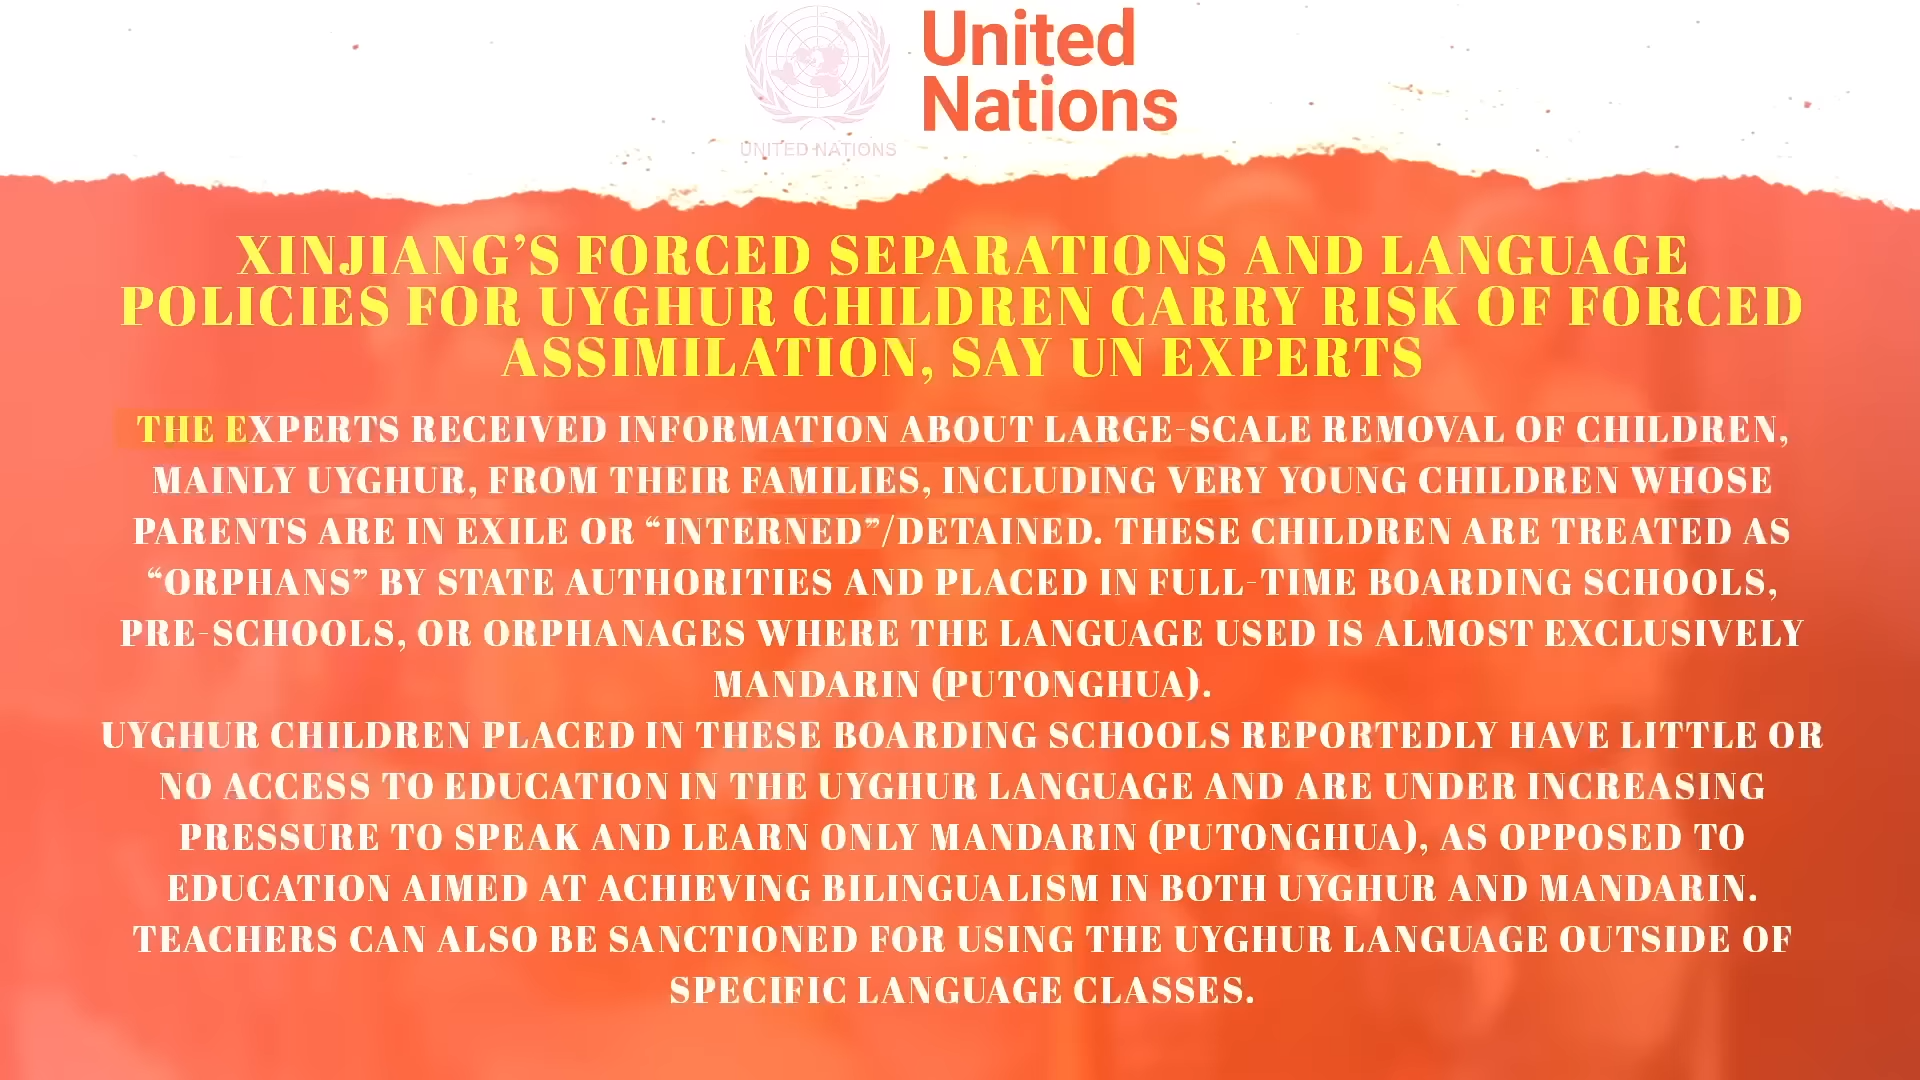 United
Nations
UNITED NATIONS
XINJIANG’S FORCED SEPARATIONS AND LANGUAGE
POLICIES FOR UYGHUR CHILDREN CARRY RISK OF FORCED
ASSIMILATION, SAY UN EXPERTS
THE EXPERTS RECEIVED INFORMATION ABOUT LARGE-SCALE REMOVAL OF CHILDREN,
MAINLY UYGHUR, FROM THEIR FAMILIES, INCLUDING VERY YOUNG CHILDREN WHOSE
PARENTS ARE IN EXILE OR “INTERNED”/DETAINED. THESE CHILDREN ARE TREATED AS
“ORPHANS” BY STATE AUTHORITIES AND PLACED IN FULL-TIME BOARDING SCHOOLS,
PRE-SCHOOLS, OR ORPHANAGES WHERE THE LANGUAGE USED IS ALMOST EXCLUSIVELY
MANDARIN (PUTONGHUA).
UYGHUR CHILDREN PLACED IN THESE BOARDING SCHOOLS REPORTEDLY HAVE LITTLE OR
NO ACCESS TO EDUCATION IN THE UYGHUR LANGUAGE AND ARE UNDER INCREASING
PRESSURE TO SPEAK AND LEARN ONLY MANDARIN (PUTONGHUA), AS OPPOSED TO
EDUCATION AIMED AT ACHIEVING BILINGUALISM IN BOTH UYGHUR AND MANDARIN.
TEACHERS CAN ALSO BE SANCTIONED FOR USING THE UYGHUR LANGUAGE OUTSIDE OF
SPECIFIC LANGUAGE CLASSES.